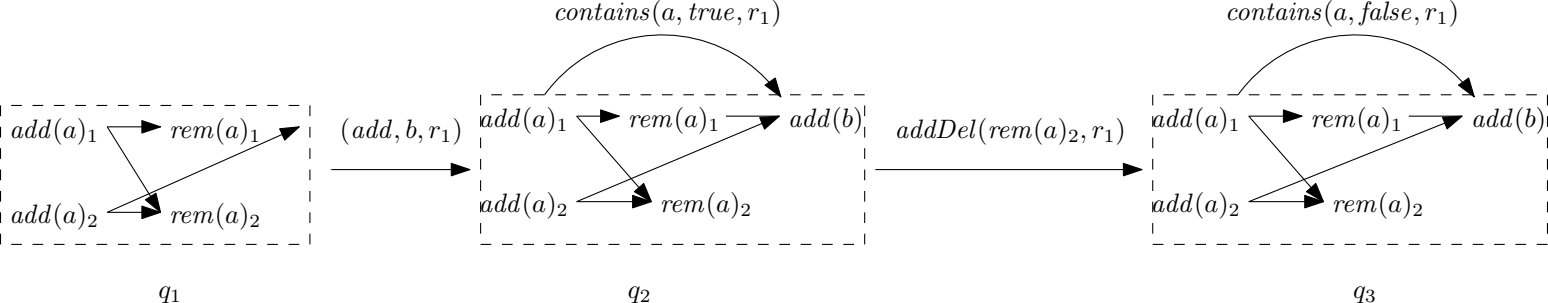 contains(a, true, r₁)
contains(a, false, r₁)
add(a)₁ rem(a)₁
(add, b, r₁)
add(a)₁ rem(a)₁ add(b)
addDel(rem(a)₂, r₁)
add(a)₁ rem(a)₁ add(b)
add(a)₂ rem(a)₂
add(a)₂ rem(a)₂
add(a)₂ rem(a)₂
q₁
q₂
q₃